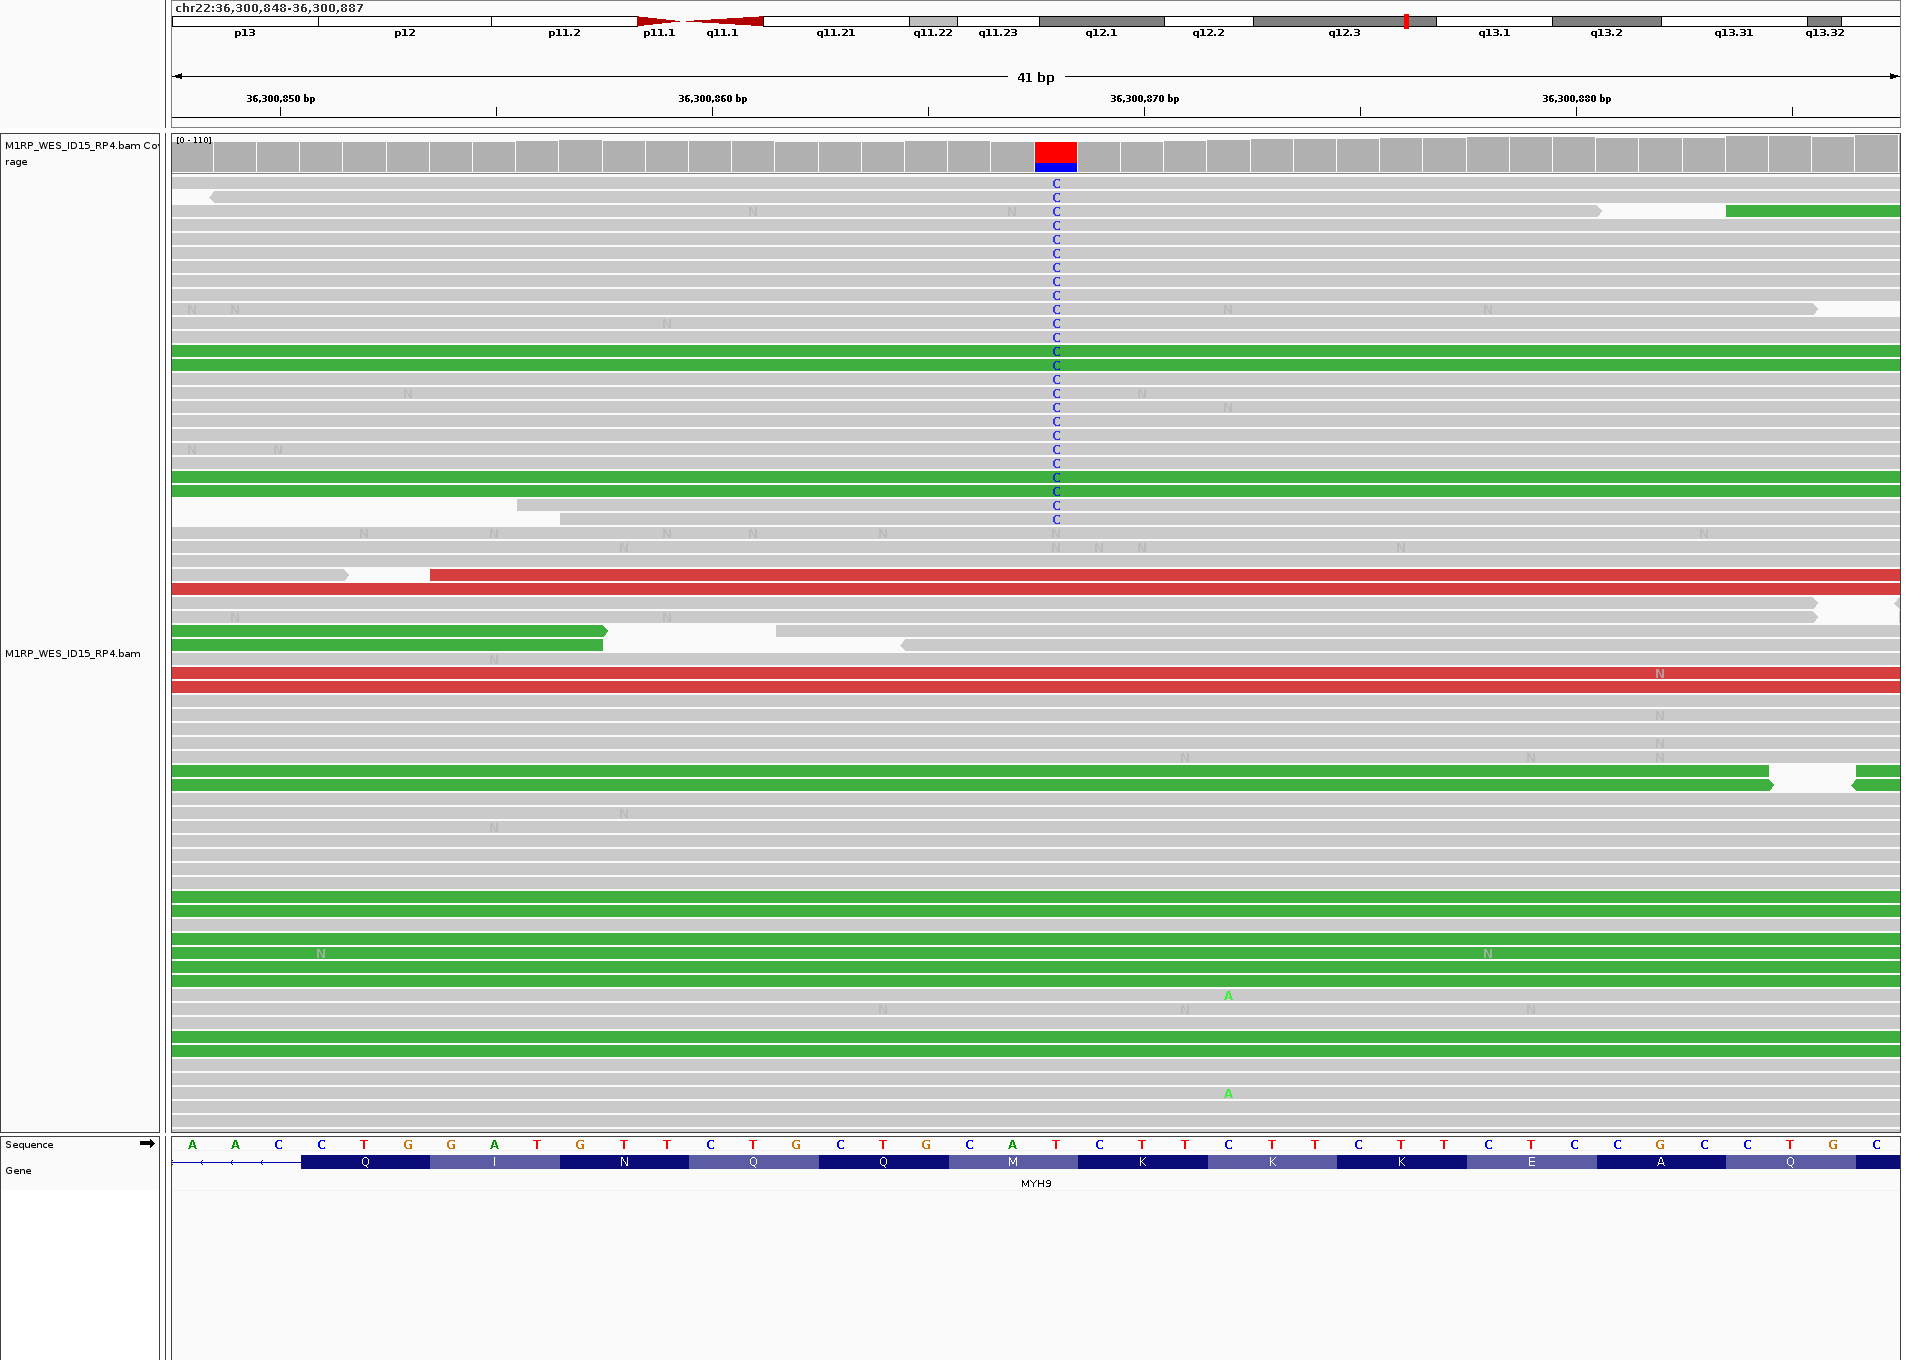 chr22:36,300,848-36,300,887
p13 p12 p11.2 p11.1 q11.1 q11.21 q11.22 q11.23 q12.1 q12.2 q12.3 q13.1 q13.2 q13.31 q13.32
41 bp
36,300,850 bp 36,300,860 bp 36,300,870 bp 36,300,880 bp
M1RP_WES_ID15_RP4.bam Co
rage
[0 - 110]
C
C
N N C
C
C
C
C
C
C
N N C N N
N C
C
C
C
C
N C N
C N
C
C
N N C
C
C
C
C
C
N N N N N N N
N N N N N
N N
M1RP_WES_ID15_RP4.bam
N
N
N
N
N N N
N
N
N N
A
N N N
A
Sequence A A C C T G G A T G T T C T G C T G C A T C T T C T T C T T C T C C G C C T G C
Gene Q I N Q Q M K K K E A Q
MYH9